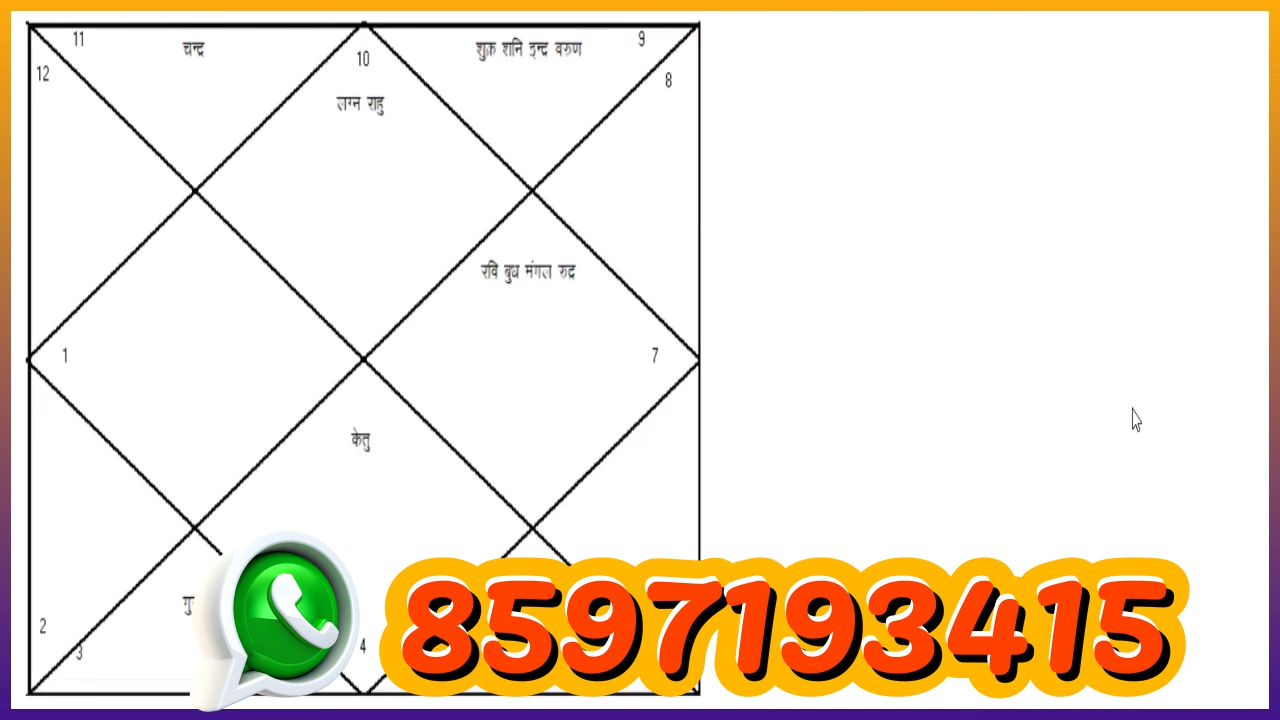 11
चन्द्र
10
शुक्र शनि इन्द्र वरुण
9
12
8
लग्न राहु
रवि बुध मंगल रुद्र
1
7
केतु
2
3
4
8597193415